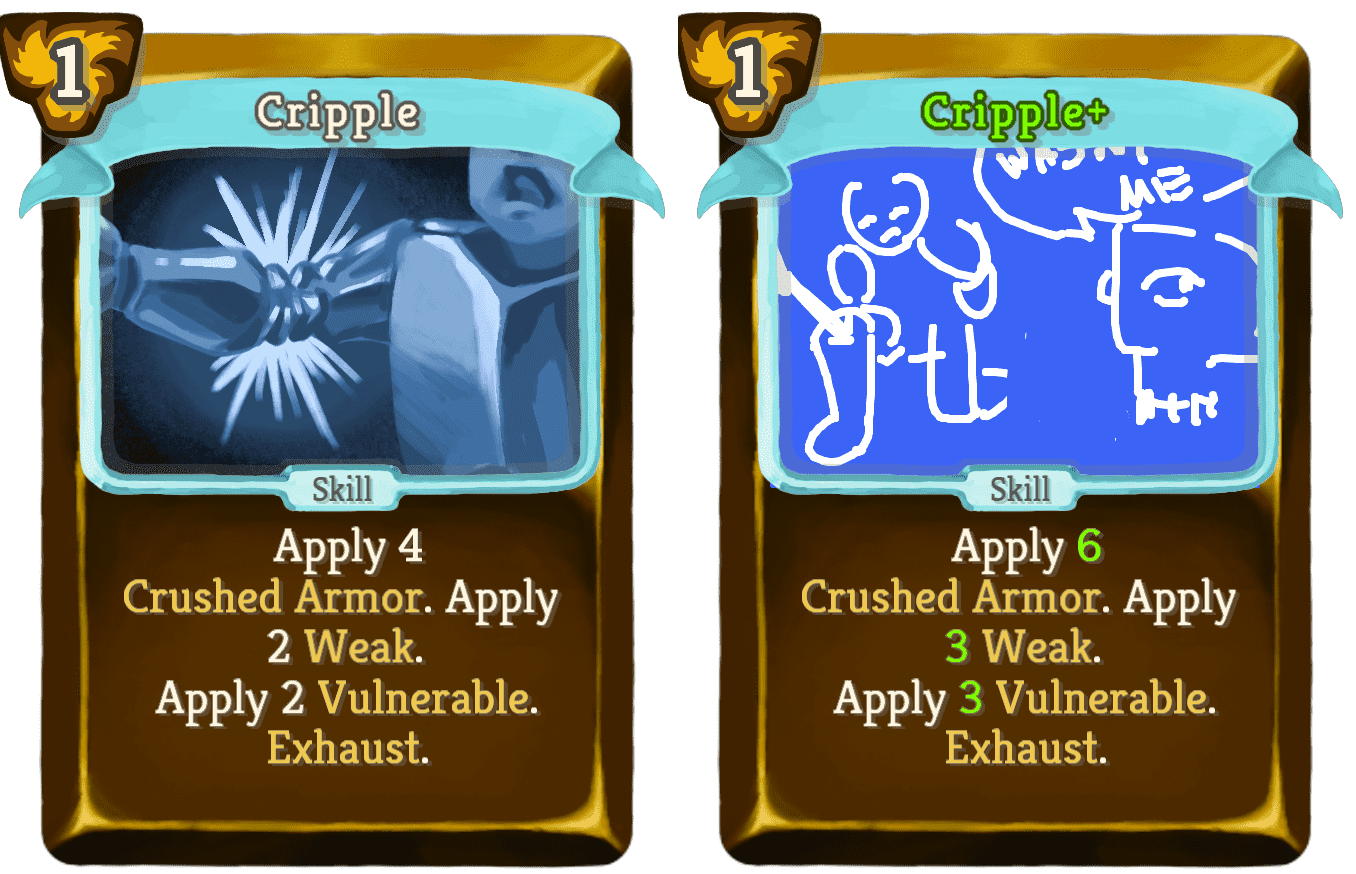 1
Cripple
Skill
Apply 4
Crushed Armor. Apply
2 Weak.
Apply 2 Vulnerable.
Exhaust.
1
Cripple+
WASN'T
ME
Skill
Apply 6
Crushed Armor. Apply
3 Weak.
Apply 3 Vulnerable.
Exhaust.